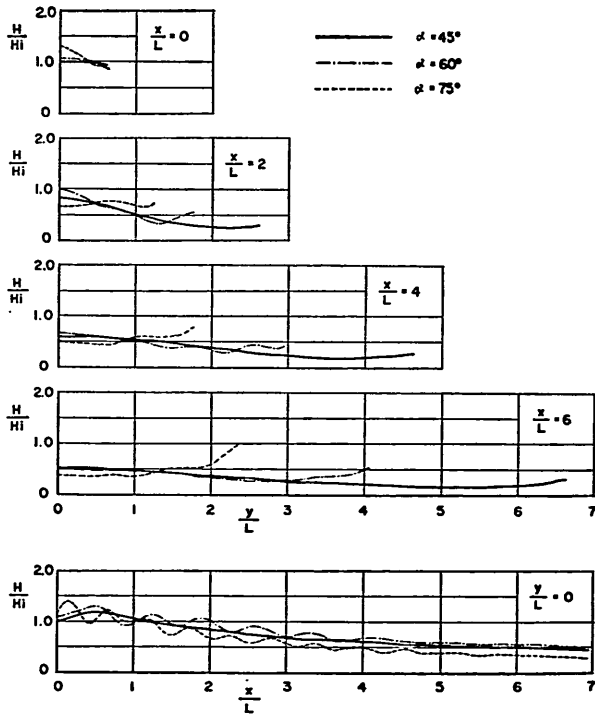 H/Hi
2.0
1.0
0
x/L = 0
α = 45°
α = 60°
α = 75°
H/Hi
2.0
1.0
0
x/L = 2
H/Hi
2.0
1.0
0
x/L = 4
H/Hi
2.0
1.0
0
x/L = 6
0 1 2 3 4 5 6 7
y/L
H/Hi
2.0
1.0
0
y/L = 0
0 1 2 3 4 5 6 7
x/L